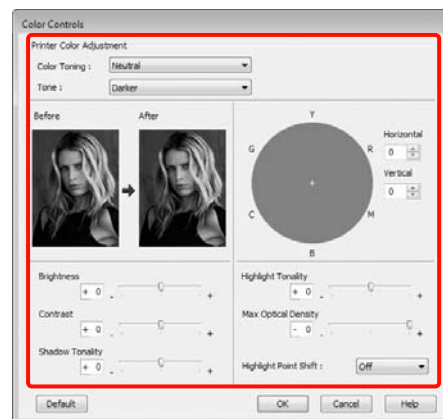 Color Controls
Printer Color Adjustment
Color Toning : Neutral
Tone : Darker
Before After
Y
G R
C M
B
Horizontal
0
Vertical
0
Brightness
+ 0 - +
Contrast
+ 0 - +
Shadow Tonality
+ 0 - +
Highlight Tonality
+ 0 - +
Max Optical Density
- 0 - +
Highlight Point Shift : Off
Default OK Cancel Help